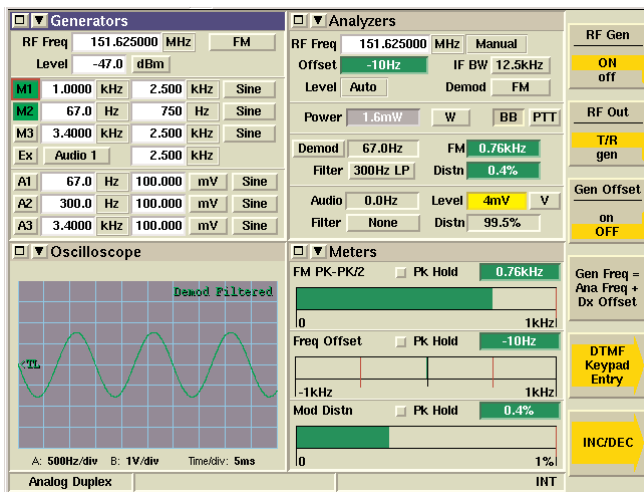 Generators
RF Freq 151.625000 MHz FM
Level -47.0 dBm
M1 1.0000 kHz 2.500 kHz Sine
M2 67.0 Hz 750 Hz Sine
M3 3.4000 kHz 2.500 kHz Sine
Ex Audio 1 2.500 kHz
A1 67.0 Hz 100.000 mV Sine
A2 300.0 Hz 100.000 mV Sine
A3 3.4000 kHz 100.000 mV Sine
Analyzers
RF Freq 151.625000 MHz Manual
Offset -10Hz IF BW 12.5kHz
Level Auto Demod FM
Power 1.6mW W BB PTT
Demod 67.0Hz FM 0.76kHz
Filter 300Hz LP Distn 0.4%
Audio 0.0Hz Level 4mV V
Filter None Distn 99.5%
Oscilloscope
Demod Filtered
<TL
A: 500Hz/div B: 1V/div Time/div: 5ms
Meters
FM PK-PK/2 Pk Hold 0.76kHz
0 1kHz
Freq Offset Pk Hold -10Hz
-1kHz 1kHz
Mod Distn Pk Hold 0.4%
0 1%
RF Gen
ON
off
RF Out
T/R
gen
Gen Offset
on
OFF
Gen Freq =
Ana Freq +
Dx Offset
DTMF
Keypad
Entry
INC/DEC
Analog Duplex INT